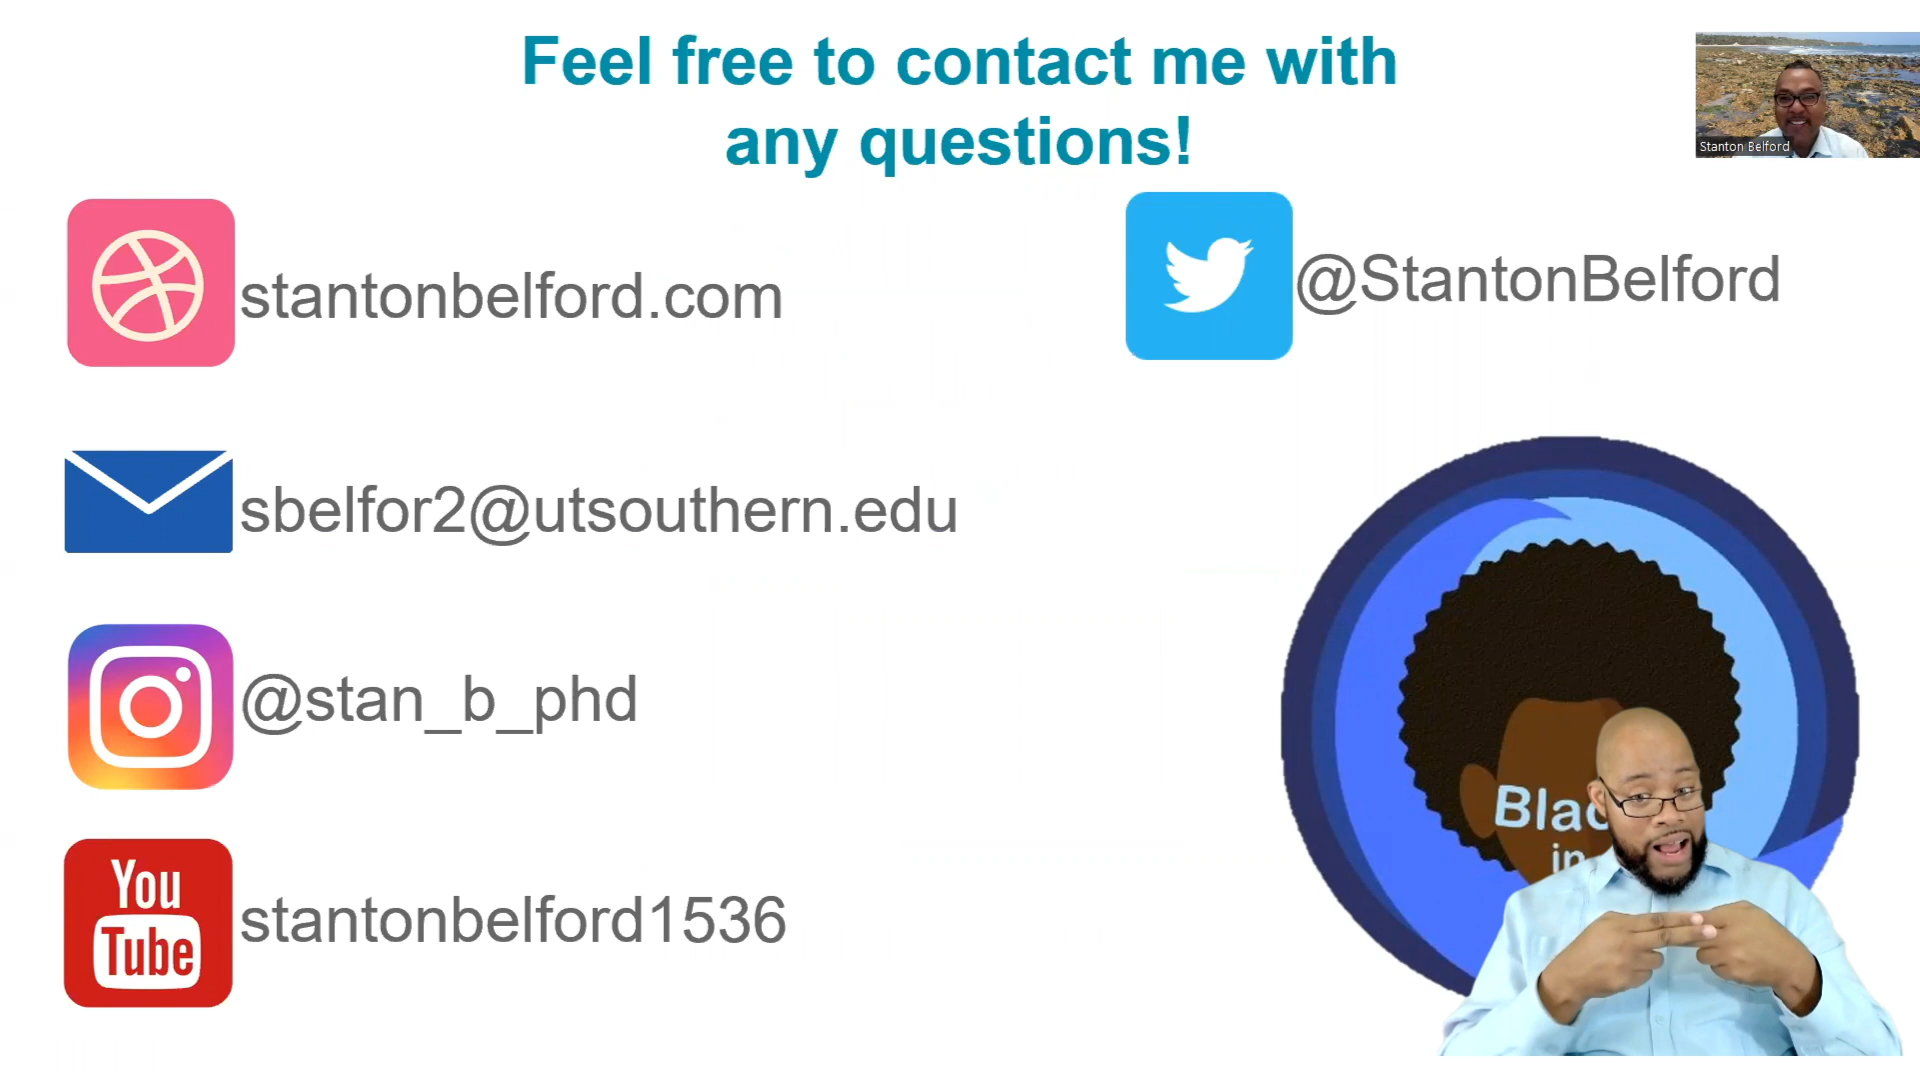 Feel free to contact me with
any questions!
Stanton Belford
stantonbelford.com
@StantonBelford
sbelfor2@utsouthern.edu
@stan_b_phd
You
Tube
stantonbelford1536
in